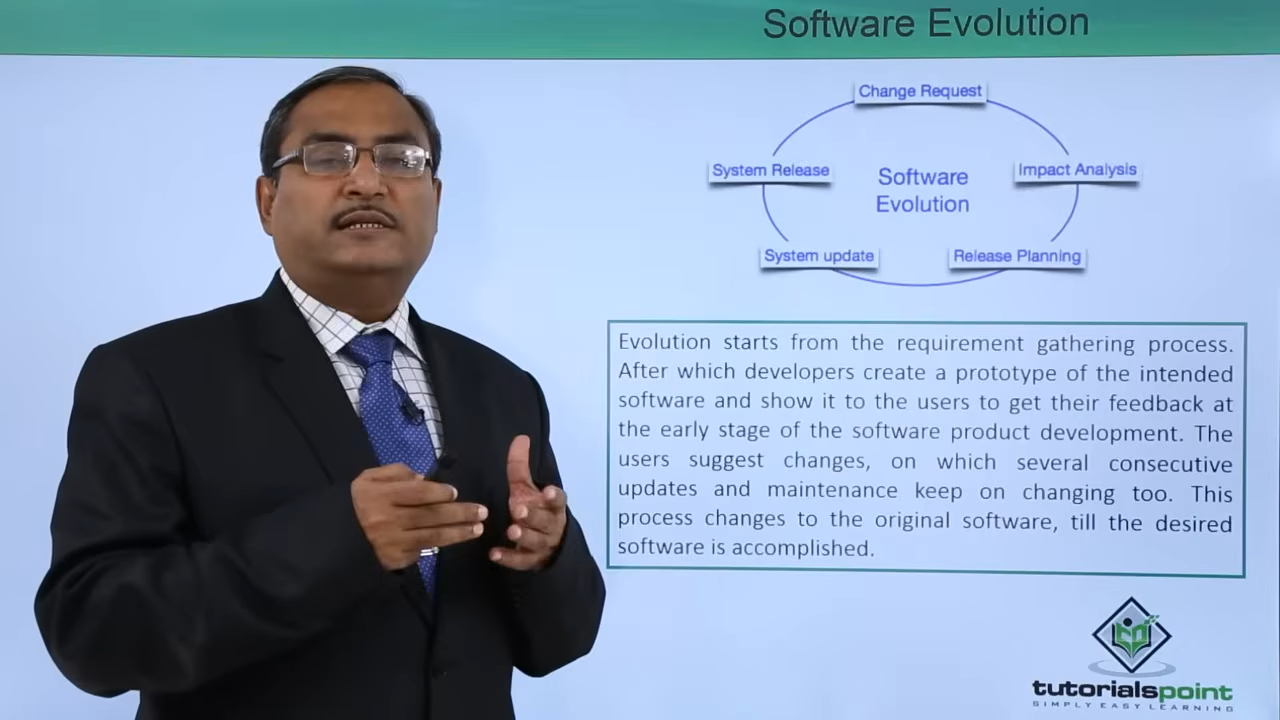 Software Evolution
Change Request
System Release
Impact Analysis
Software
Evolution
System update
Release Planning
Evolution starts from the requirement gathering process.
After which developers create a prototype of the intended
software and show it to the users to get their feedback at
the early stage of the software product development. The
users suggest changes, on which several consecutive
updates and maintenance keep on changing too. This
process changes to the original software, till the desired
software is accomplished.
tutorialspoint
SIMPLY EASY LEARNING